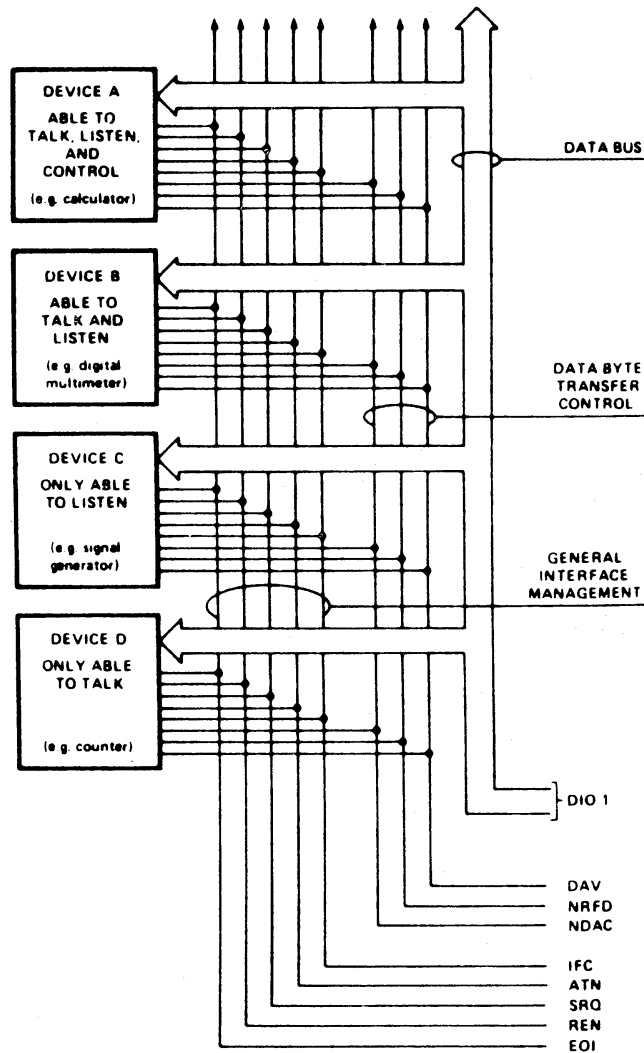 DEVICE A
ABLE TO
TALK, LISTEN,
AND
CONTROL
(e.g. calculator)
DATA BUS
DEVICE B
ABLE TO
TALK AND
LISTEN
(e.g. digital
multimeter)
DATA BYTE
TRANSFER
CONTROL
DEVICE C
ONLY ABLE
TO LISTEN
(e.g. signal
generator)
GENERAL
INTERFACE
MANAGEMENT
DEVICE D
ONLY ABLE
TO TALK
(e.g. counter)
DIO 1
DAV
NRFD
NDAC
IFC
ATN
SRQ
REN
EOI